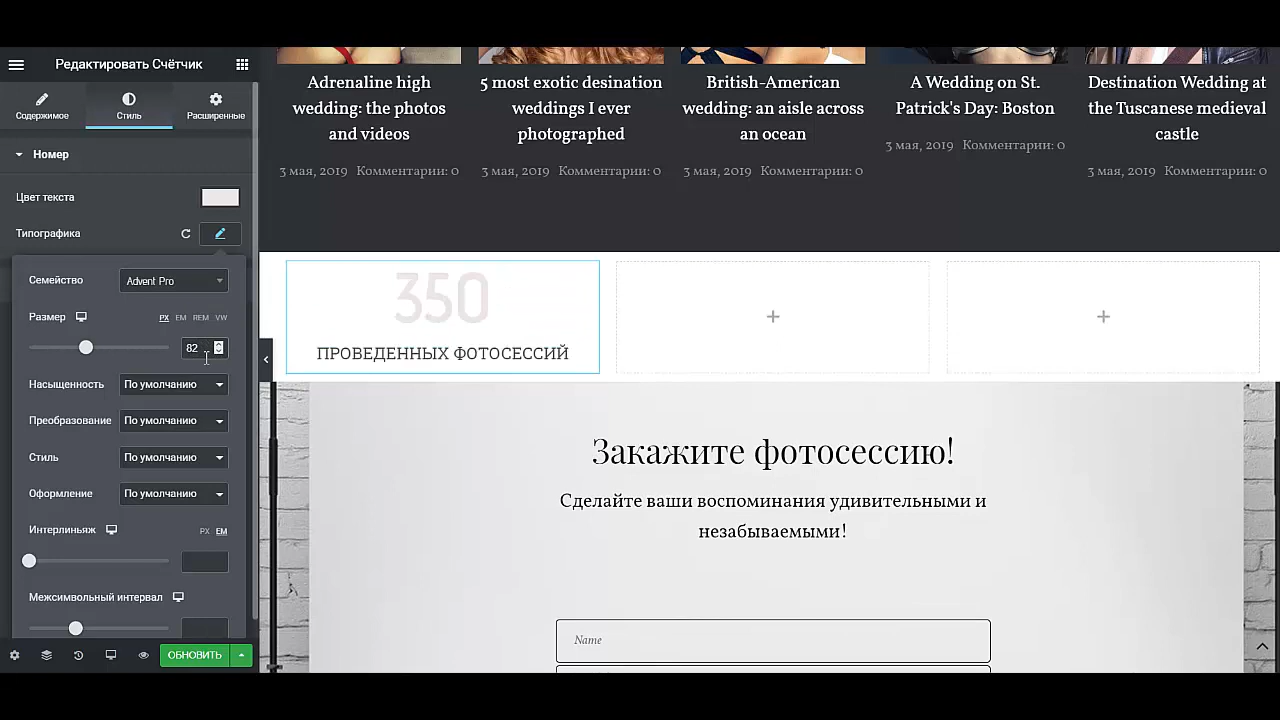 Редактировать Счётчик
Содержимое
Стиль
Расширенные
Номер
Цвет текста
Типографика
Семейство
Advent Pro
Размер
PX EM REM VW
82
Насыщенность
По умолчанию
Преобразование
По умолчанию
Стиль
По умолчанию
Оформление
По умолчанию
Интерлиньяж
PX EM
Межсимвольный интервал
ОБНОВИТЬ
Adrenaline high
wedding: the photos
and videos
3 мая, 2019 Комментарии: 0
5 most exotic desination
weddings I ever
photographed
3 мая, 2019 Комментарии: 0
British-American
wedding: an aisle across
an ocean
3 мая, 2019 Комментарии: 0
A Wedding on St.
Patrick's Day: Boston
3 мая, 2019 Комментарии: 0
Destination Wedding at
the Tuscanese medieval
castle
3 мая, 2019 Комментарии: 0
350
ПРОВЕДЕННЫХ ФОТОСЕССИЙ
Закажите фотосессию!
Сделайте ваши воспоминания удивительными и
незабываемыми!
Name